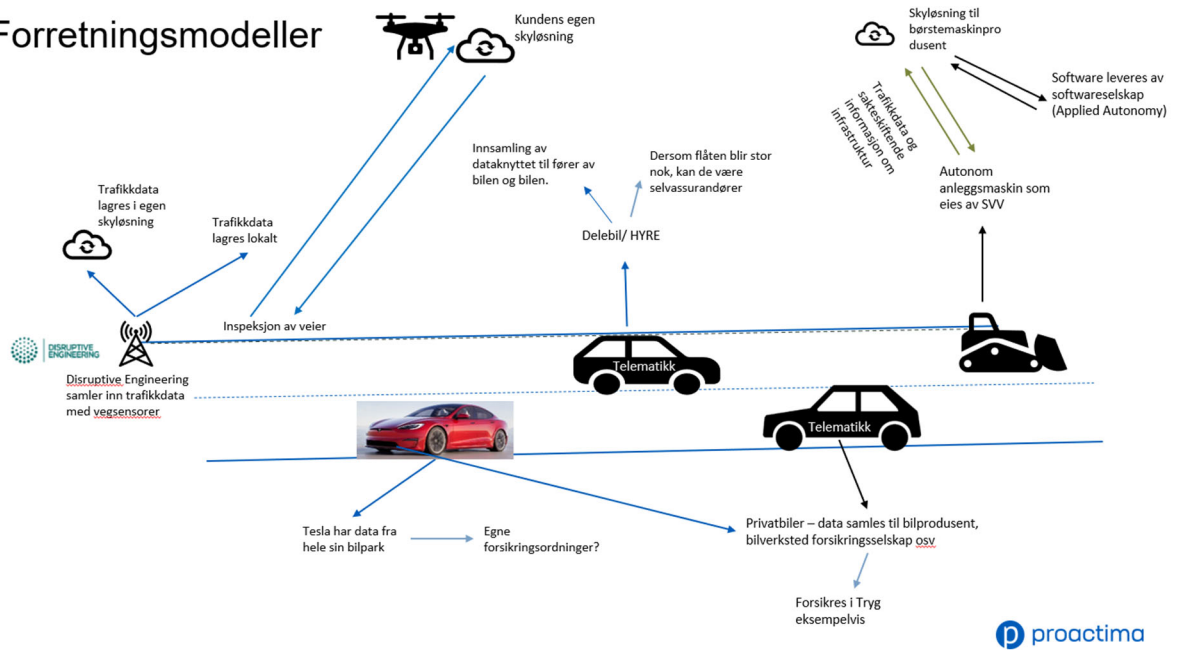 Forretningsmodeller
Kundens egen
skyløsning
Skyløsning til
børstemaskinpro
dusent
Software leveres av
softwareselskap
(Applied Autonomy)
Trafikkdata og
sakteskiftende
informasjon om
infrastruktur
Autonom
anleggsmaskin som
eies av SVV
Innsamling av
dataknyttet til fører av
bilen og bilen.
Dersom flåten blir stor
nok, kan de være
selvassurandører
Delebil/ HYRE
Trafikkdata
lagres i egen
skyløsning
Trafikkdata
lagres lokalt
Inspeksjon av veier
DISRUPTIVE
ENGINEERING
Disruptive Engineering
samler inn trafikkdata
med vegsensorer
Telematikk
Telematikk
Tesla har data fra
hele sin bilpark
Egne
forsikringsordninger?
Privatbiler – data samles til bilprodusent,
bilverksted forsikringsselskap osv
Forsikres i Tryg
eksempelvis
proactima